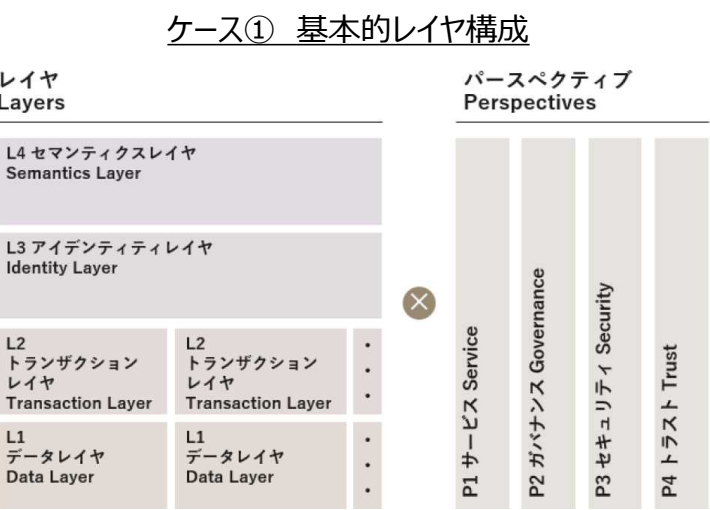 ケース①　基本的レイヤ構成
レイヤ
Layers
L4 セマンティクスレイヤ
Semantics Layer
L3 アイデンティティレイヤ
Identity Layer
L2
トランザクション
レイヤ
Transaction Layer
L2
トランザクション
レイヤ
Transaction Layer
L1
データレイヤ
Data Layer
L1
データレイヤ
Data Layer
パースペクティブ
Perspectives
P1 サービス Service
P2 ガバナンス Governance
P3 セキュリティ Security
P4 トラスト Trust